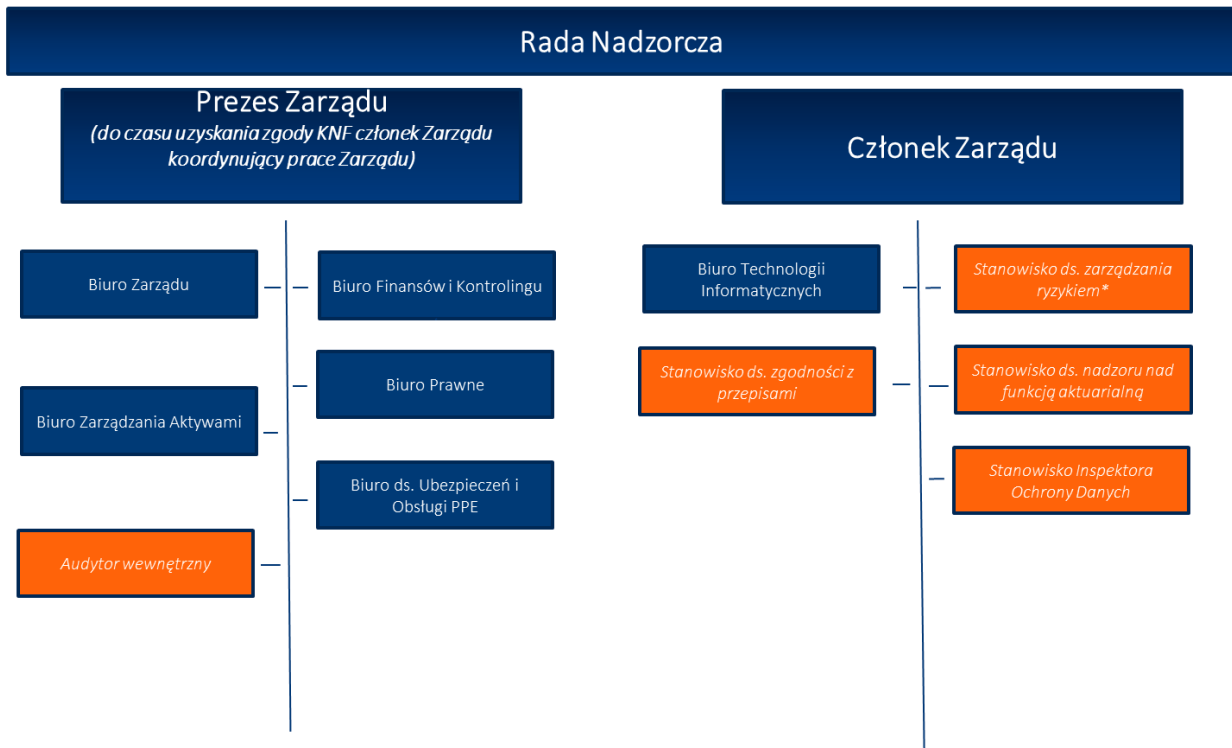 Rada Nadzorcza
Prezes Zarządu
(do czasu uzyskania zgody KNF członek Zarządu
koordynujący prace Zarządu)
Członek Zarządu
Biuro Zarządu
Biuro Finansów i Kontrolingu
Biuro Prawne
Biuro Zarządzania Aktywami
Biuro ds. Ubezpieczeń i
Obsługi PPE
Audytor wewnętrzny
Biuro Technologii
Informatycznych
Stanowisko ds. zarządzania
ryzykiem*
Stanowisko ds. zgodności z
przepisami
Stanowisko ds. nadzoru nad
funkcją aktuarialną
Stanowisko Inspektora
Ochrony Danych